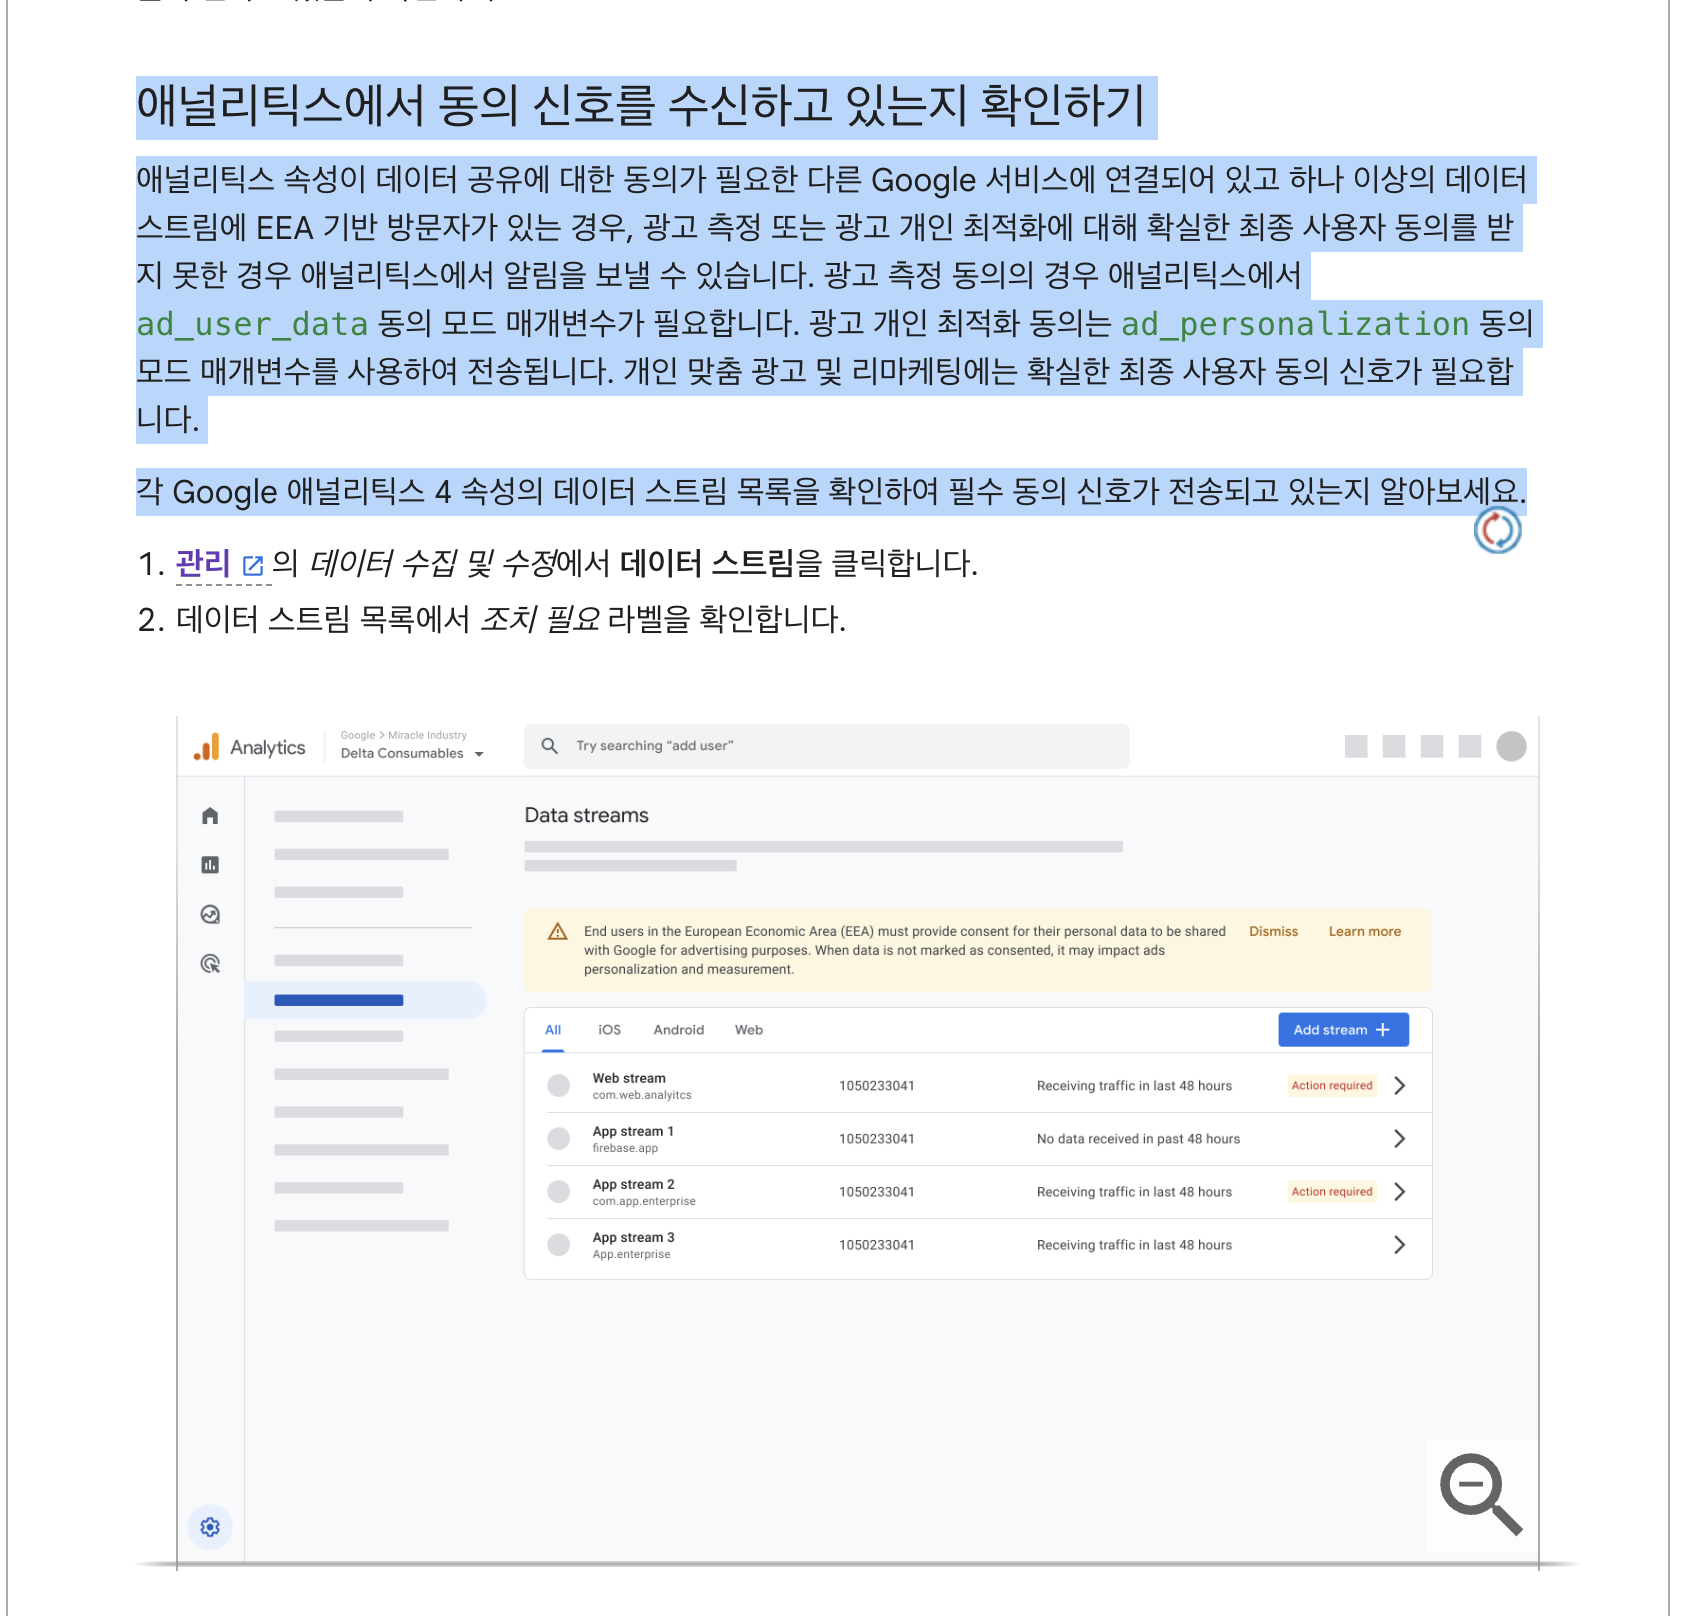 애널리틱스에서 동의 신호를 수신하고 있는지 확인하기
애널리틱스 속성이 데이터 공유에 대한 동의가 필요한 다른 Google 서비스에 연결되어 있고 하나 이상의 데이터
스트림에 EEA 기반 방문자가 있는 경우, 광고 측정 또는 광고 개인 최적화에 대해 확실한 최종 사용자 동의를 받
지 못한 경우 애널리틱스에서 알림을 보낼 수 있습니다. 광고 측정 동의의 경우 애널리틱스에서
ad_user_data 동의 모드 매개변수가 필요합니다. 광고 개인 최적화 동의는 ad_personalization 동의
모드 매개변수를 사용하여 전송됩니다. 개인 맞춤 광고 및 리마케팅에는 확실한 최종 사용자 동의 신호가 필요합
니다.
각 Google 애널리틱스 4 속성의 데이터 스트림 목록을 확인하여 필수 동의 신호가 전송되고 있는지 알아보세요.
1. 관리 의 데이터 수집 및 수정에서 데이터 스트림을 클릭합니다.
2. 데이터 스트림 목록에서 조치 필요 라벨을 확인합니다.
Analytics
Google > Miracle Industry
Delta Consumables
Try searching “add user”
Data streams
End users in the European Economic Area (EEA) must provide consent for their personal data to be shared
with Google for advertising purposes. When data is not marked as consented, it may impact ads
personalization and measurement.
Dismiss Learn more
All iOS Android Web Add stream +
Web stream
com.web.analyitcs
1050233041 Receiving traffic in last 48 hours Action required
App stream 1
firebase.app
1050233041 No data received in past 48 hours
App stream 2
com.app.enterprise
1050233041 Receiving traffic in last 48 hours Action required
App stream 3
App.enterprise
1050233041 Receiving traffic in last 48 hours